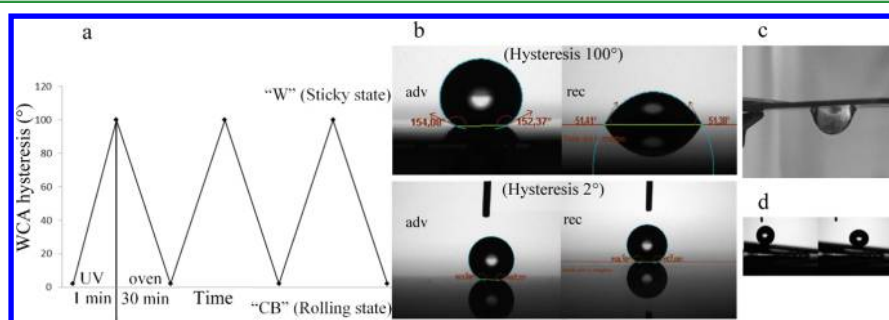 a
WCA hysteresis (°)
120
100
80
60
40
20
0
"W" (Sticky state)
UV
1 min
oven
30 min
Time
"CB" (Rolling state)
b
(Hysteresis 100°)
adv
154,08°
152,37°
rec
51,41°
51,38°
(Hysteresis 2°)
adv
rec
c
d